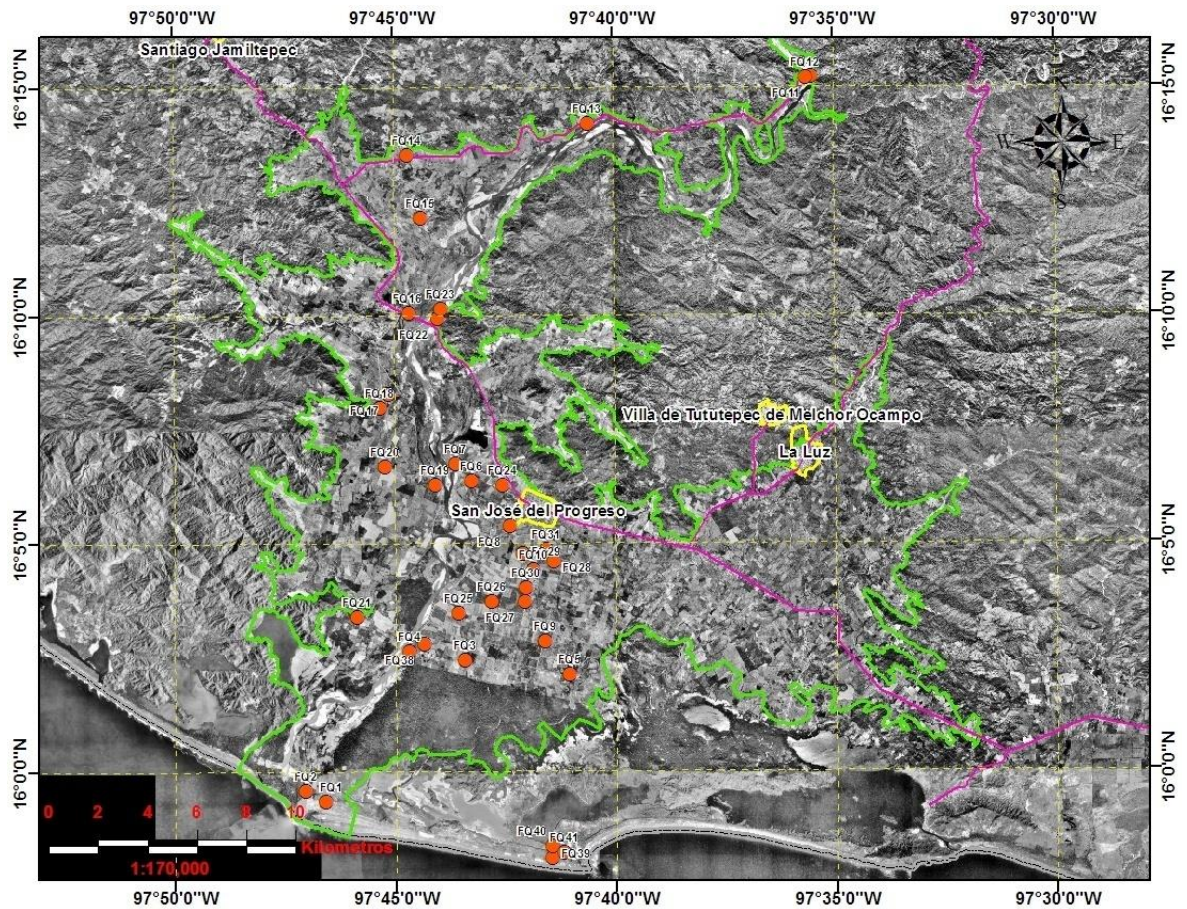 97°50'0"W
97°45'0"W
97°40'0"W
97°35'0"W
97°30'0"W
Santiago Jamiltepec
FQ12
16°15'0"N
16°15'0"N
FQ11
FQ13
W
E
S
FQ14
FQ15
FQ16
FQ23
16°10'0"N
16°10'0"N
FQ22
FQ18
FQ17
Villa de Tututepec de Melchor Ocampo
La Luz
FQ7
FQ20
FQ19
FQ6
FQ24
San José del Progreso
FQ31
16°5'0"N
16°5'0"N
FQ8
FQ10
29
FQ28
FQ30
FQ26
FQ25
FQ27
FQ21
FQ9
FQ4
FQ3
FQ38
FQ5
16°0'0"N
16°0'0"N
FQ2
FQ1
0 2 4 6 8 10
FQ40
FQ41
Kilometros
FQ39
1:170,000
97°50'0"W
97°45'0"W
97°40'0"W
97°35'0"W
97°30'0"W